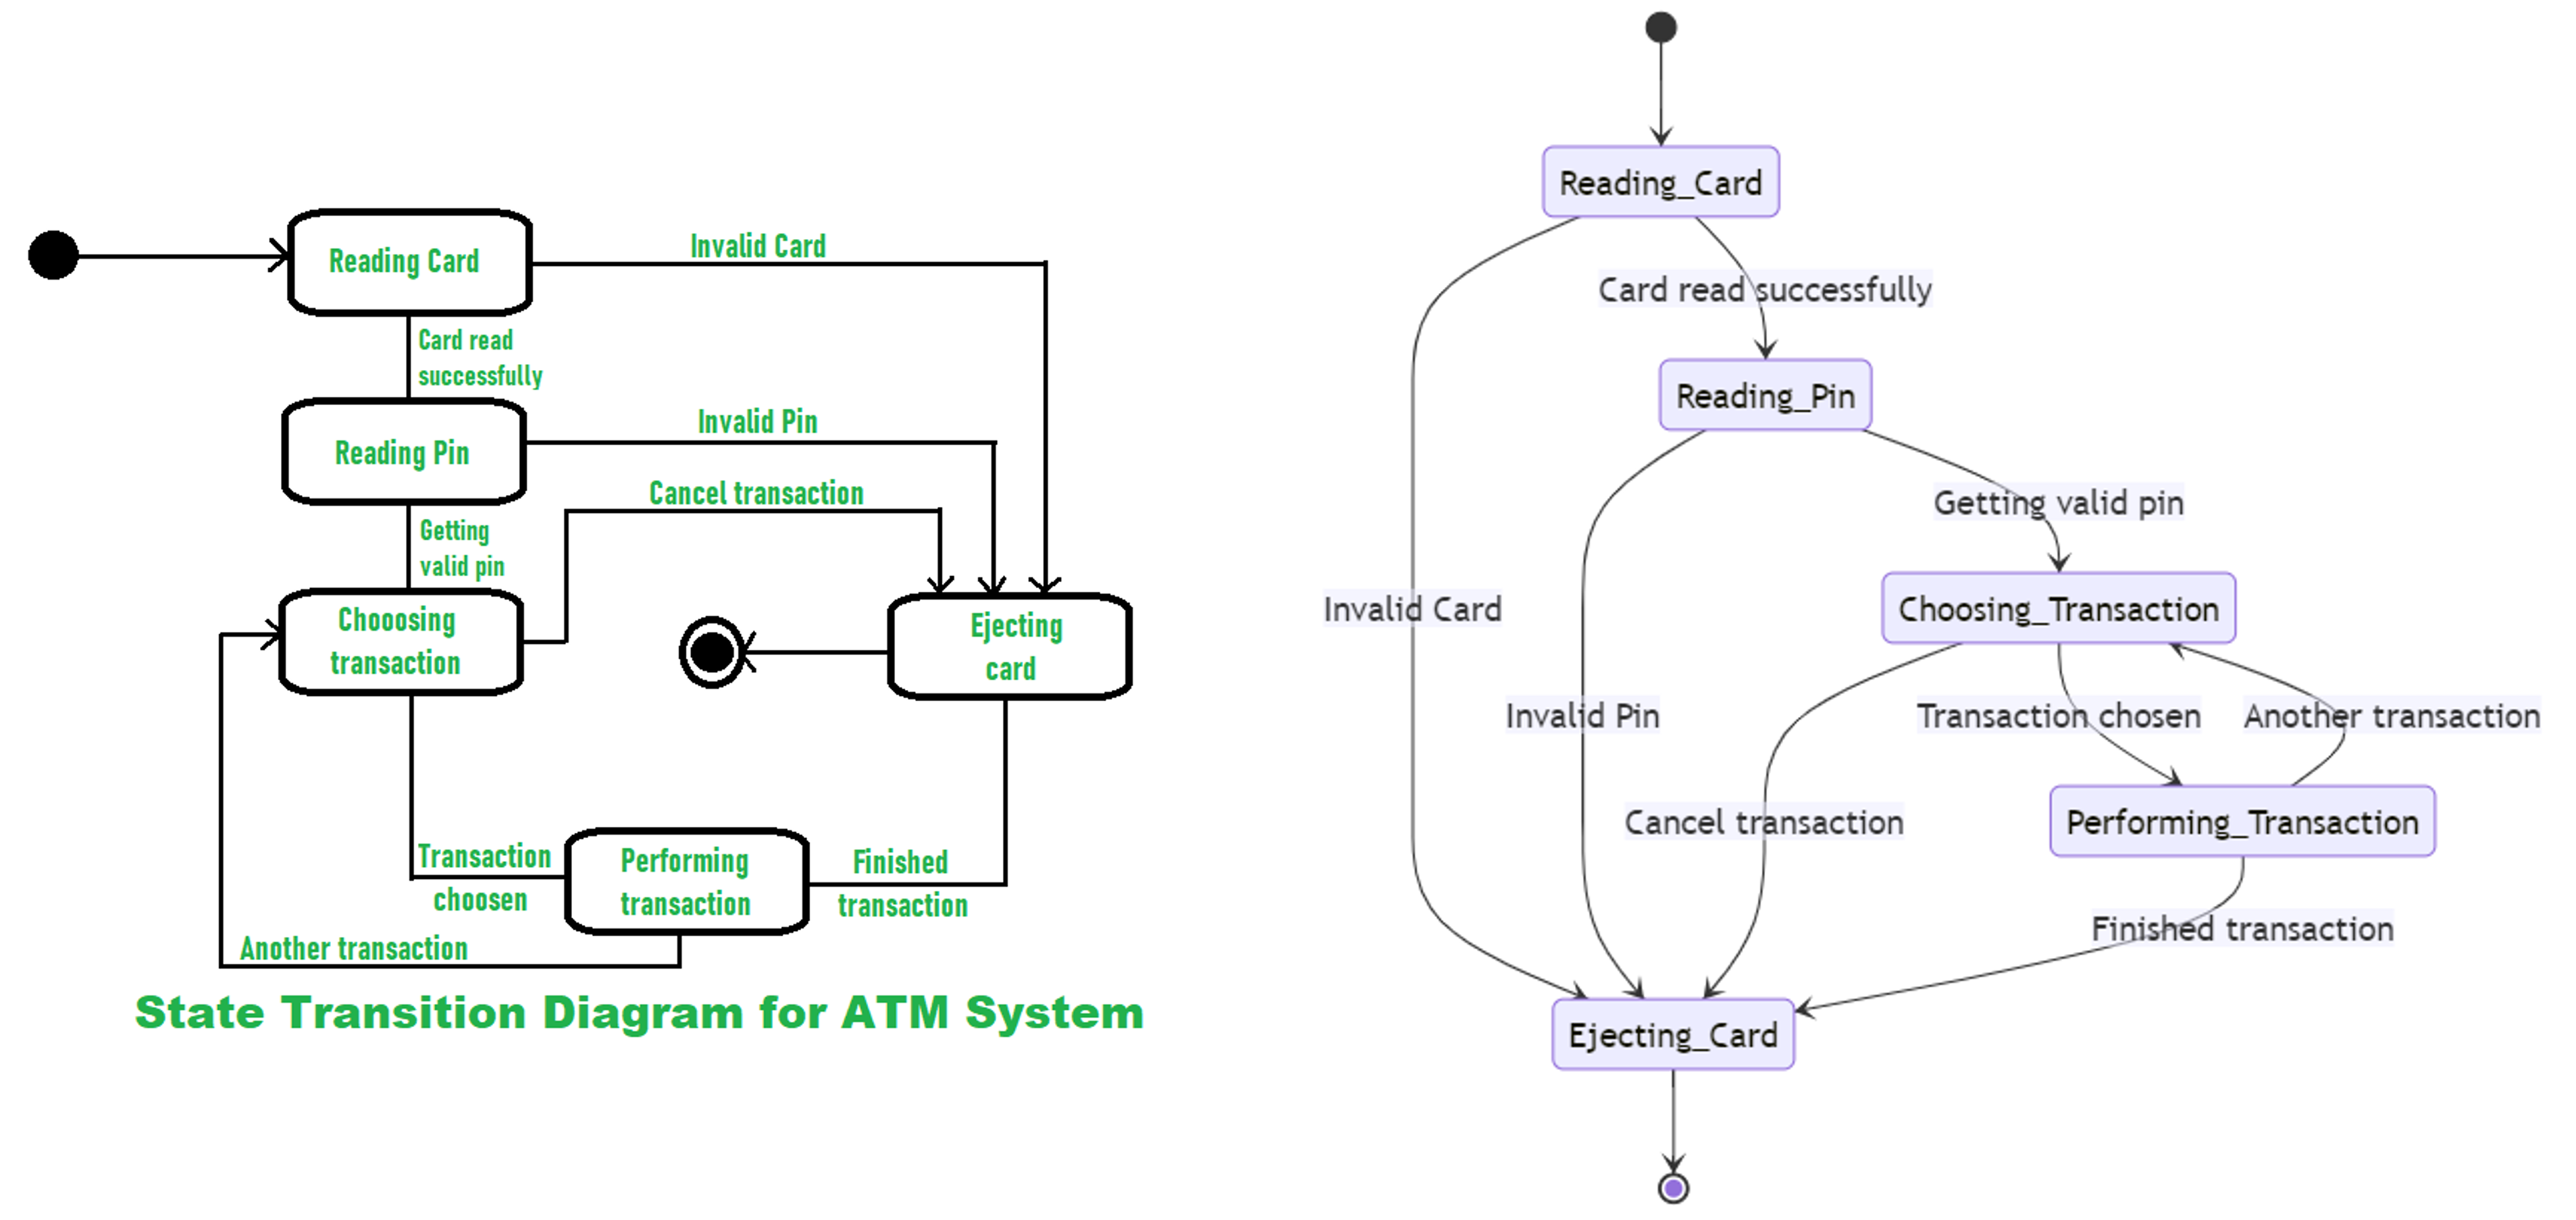 Reading Card
Invalid Card
Card read
successfully
Reading Pin
Invalid Pin
Cancel transaction
Getting
valid pin
Chooosing
transaction
Ejecting
card
Transaction
choosen
Performing
transaction
Finished
transaction
Another transaction
State Transition Diagram for ATM System
Reading_Card
Card read successfully
Reading_Pin
Getting valid pin
Invalid Card
Choosing_Transaction
Invalid Pin
Transaction chosen
Another transaction
Cancel transaction
Performing_Transaction
Finished transaction
Ejecting_Card